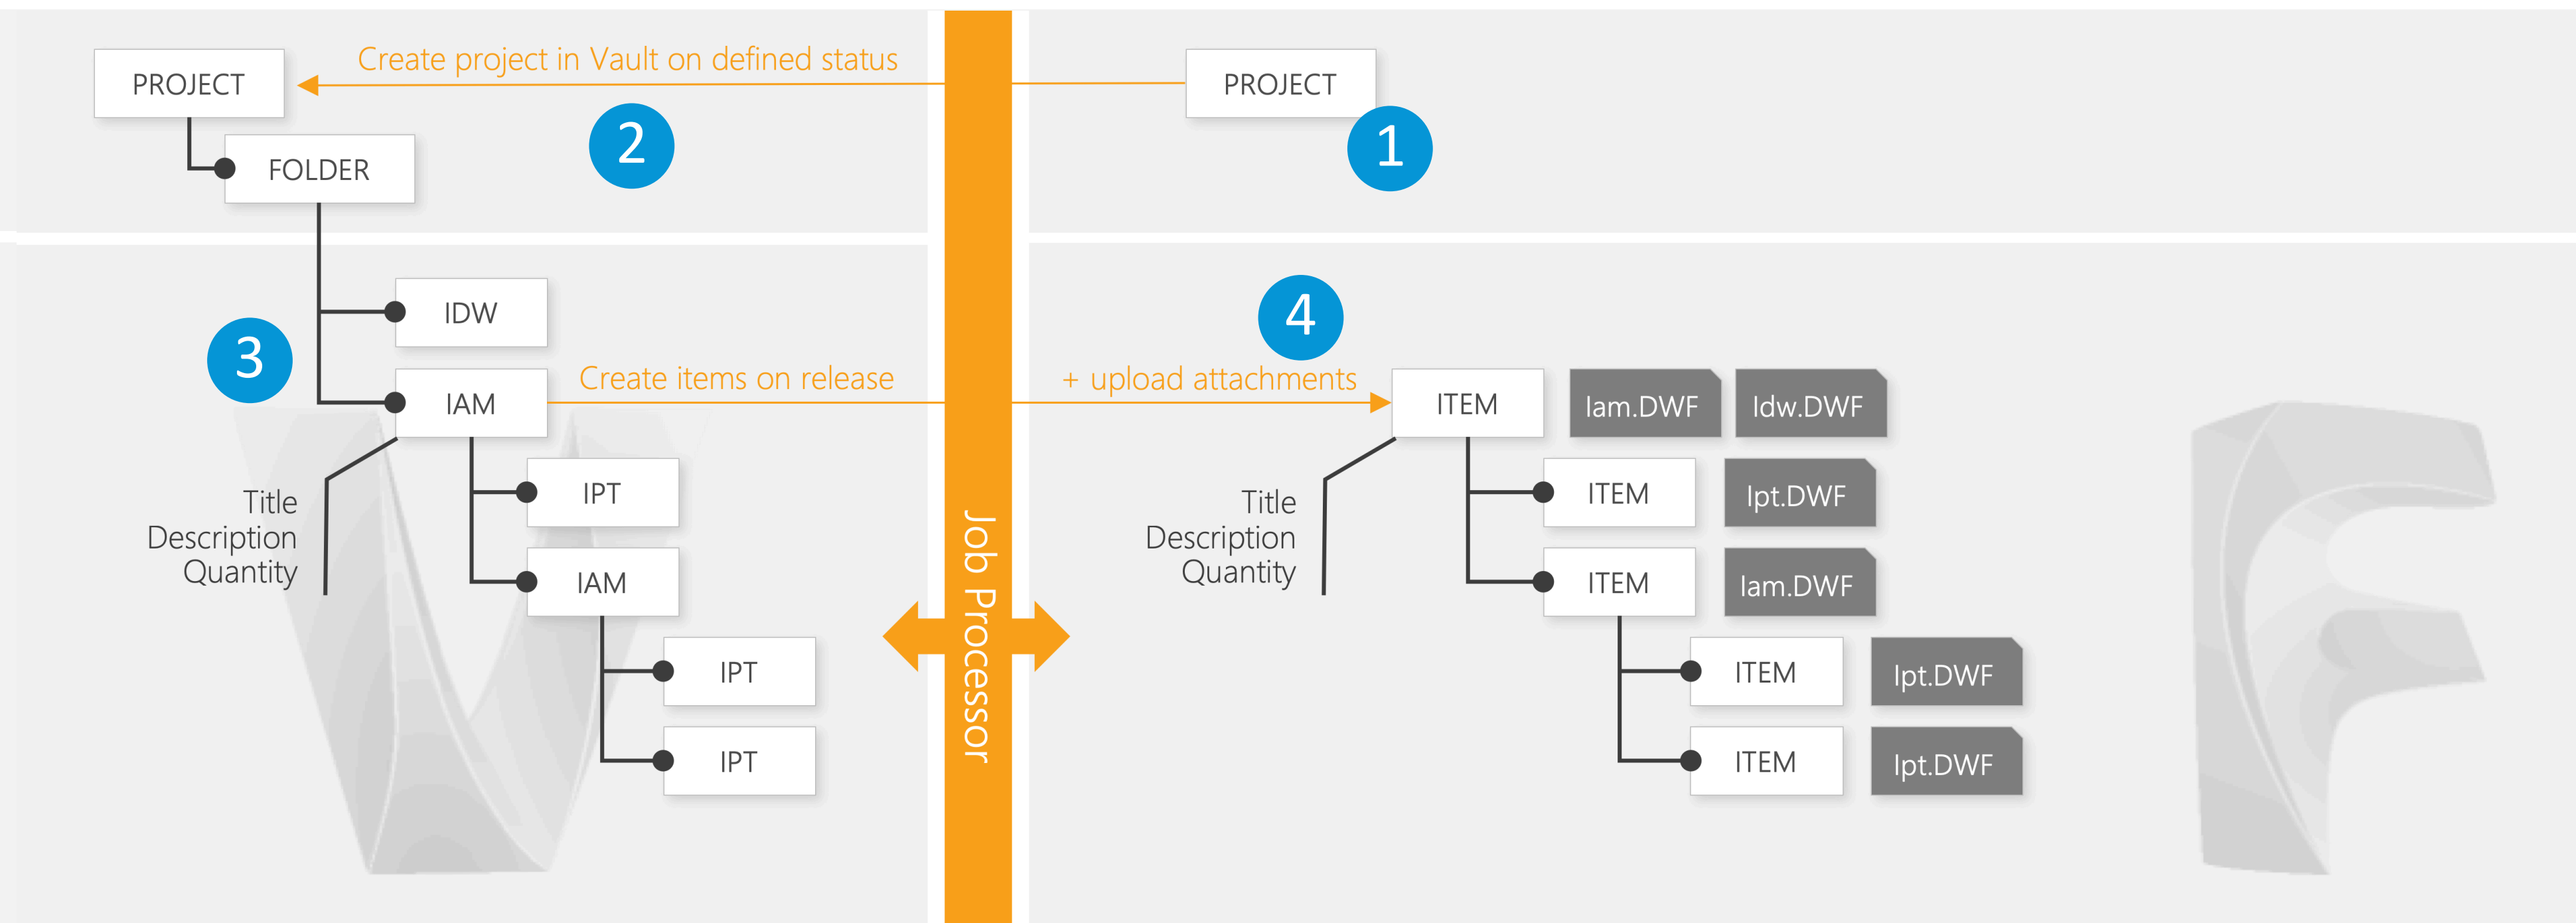 PROJECT
Create project in Vault on defined status
PROJECT
2
1
FOLDER
IDW
4
3
IAM
Create items on release
+ upload attachments
ITEM
Iam.DWF
Idw.DWF
Title
Description
Quantity
IPT
IAM
IPT
IPT
Job Processor
Title
Description
Quantity
ITEM
Ipt.DWF
ITEM
Iam.DWF
ITEM
Ipt.DWF
ITEM
Ipt.DWF